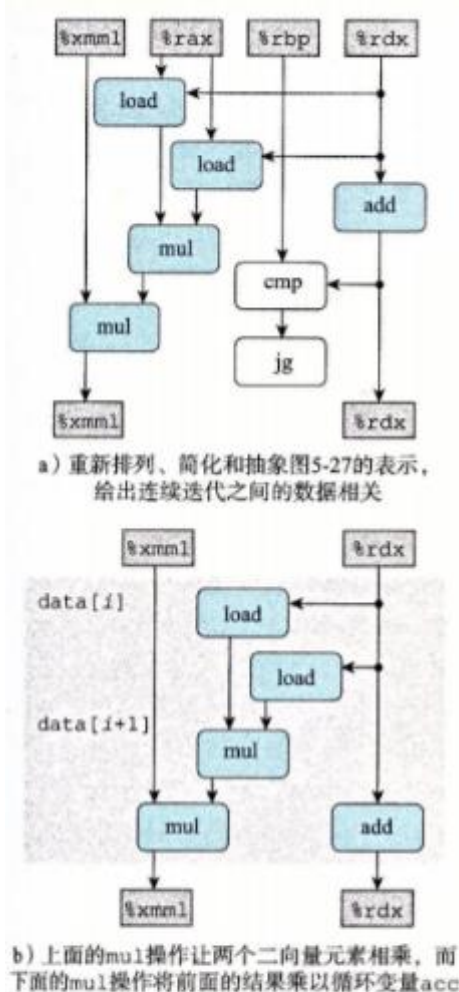 %xmm1 %rax %rbp %rdx
load
load
add
mul
cmp
mul
jg
%xmm1 %rdx
a）重新排列、简化和抽象图5-27的表示，
给出连续迭代之间的数据相关
%xmm1 %rdx
data[i]
load
load
data[i+1]
mul
mul add
%xmm1 %rdx
b）上面的mul操作让两个二向量元素相乘，而
下面的mul操作将前面的结果乘以循环变量acc